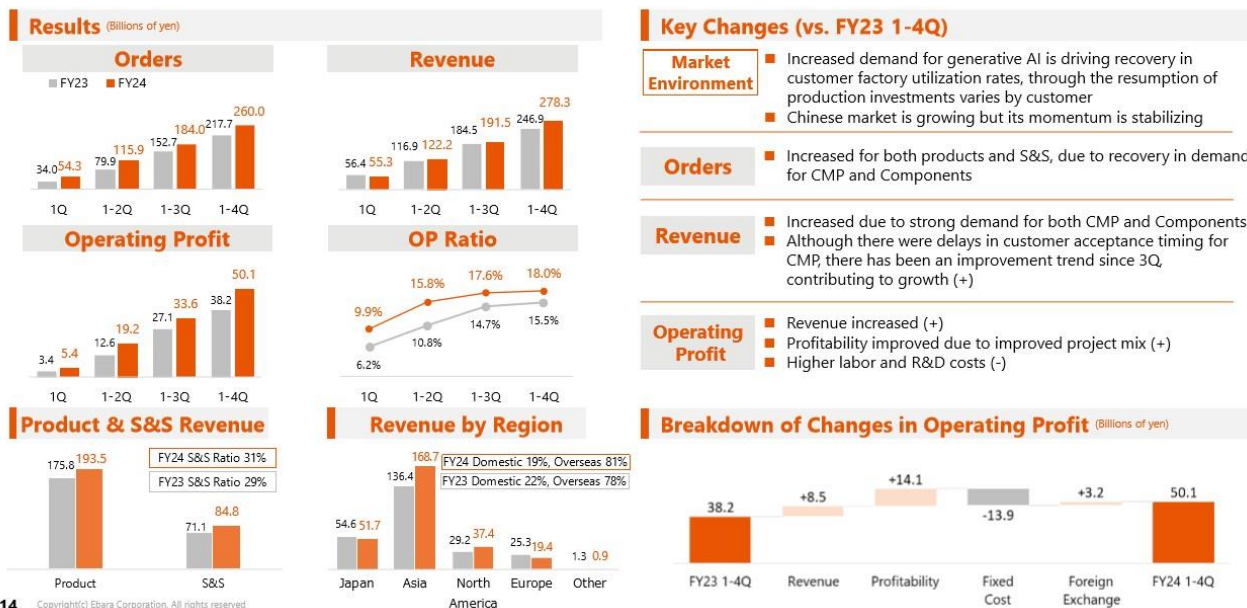 Results (Billions of yen)
Orders
FY23 FY24
34.0 54.3 79.9 115.9 152.7 184.0 217.7 260.0
1Q 1-2Q 1-3Q 1-4Q
Revenue
56.4 55.3 116.9 122.2 184.5 191.5 246.9 278.3
1Q 1-2Q 1-3Q 1-4Q
Operating Profit
3.4 5.4 12.6 19.2 27.1 33.6 38.2 50.1
1Q 1-2Q 1-3Q 1-4Q
OP Ratio
9.9% 15.8% 17.6% 18.0%
6.2% 10.8% 14.7% 15.5%
1Q 1-2Q 1-3Q 1-4Q
Product & S&S Revenue
FY24 S&S Ratio 31%
FY23 S&S Ratio 29%
175.8 193.5 71.1 84.8
Product S&S
Revenue by Region
FY24 Domestic 19%, Overseas 81%
FY23 Domestic 22%, Overseas 78%
54.6 51.7 136.4 168.7 29.2 37.4 25.3 19.4 1.3 0.9
Japan Asia North Europe Other
America
Key Changes (vs. FY23 1-4Q)
Market
Environment
Increased demand for generative AI is driving recovery in
customer factory utilization rates, through the resumption of
production investments varies by customer
Chinese market is growing but its momentum is stabilizing
Orders
Increased for both products and S&S, due to recovery in demand
for CMP and Components
Revenue
Increased due to strong demand for both CMP and Components
Although there were delays in customer acceptance timing for
CMP, there has been an improvement trend since 3Q,
contributing to growth (+)
Operating
Profit
Revenue increased (+)
Profitability improved due to improved project mix (+)
Higher labor and R&D costs (-)
Breakdown of Changes in Operating Profit (Billions of yen)
38.2 +8.5 +14.1 -13.9 +3.2 50.1
FY23 1-4Q Revenue Profitability Fixed Foreign FY24 1-4Q
Cost Exchange
14 Copyright(c) Ebara Corporation. All rights reserved